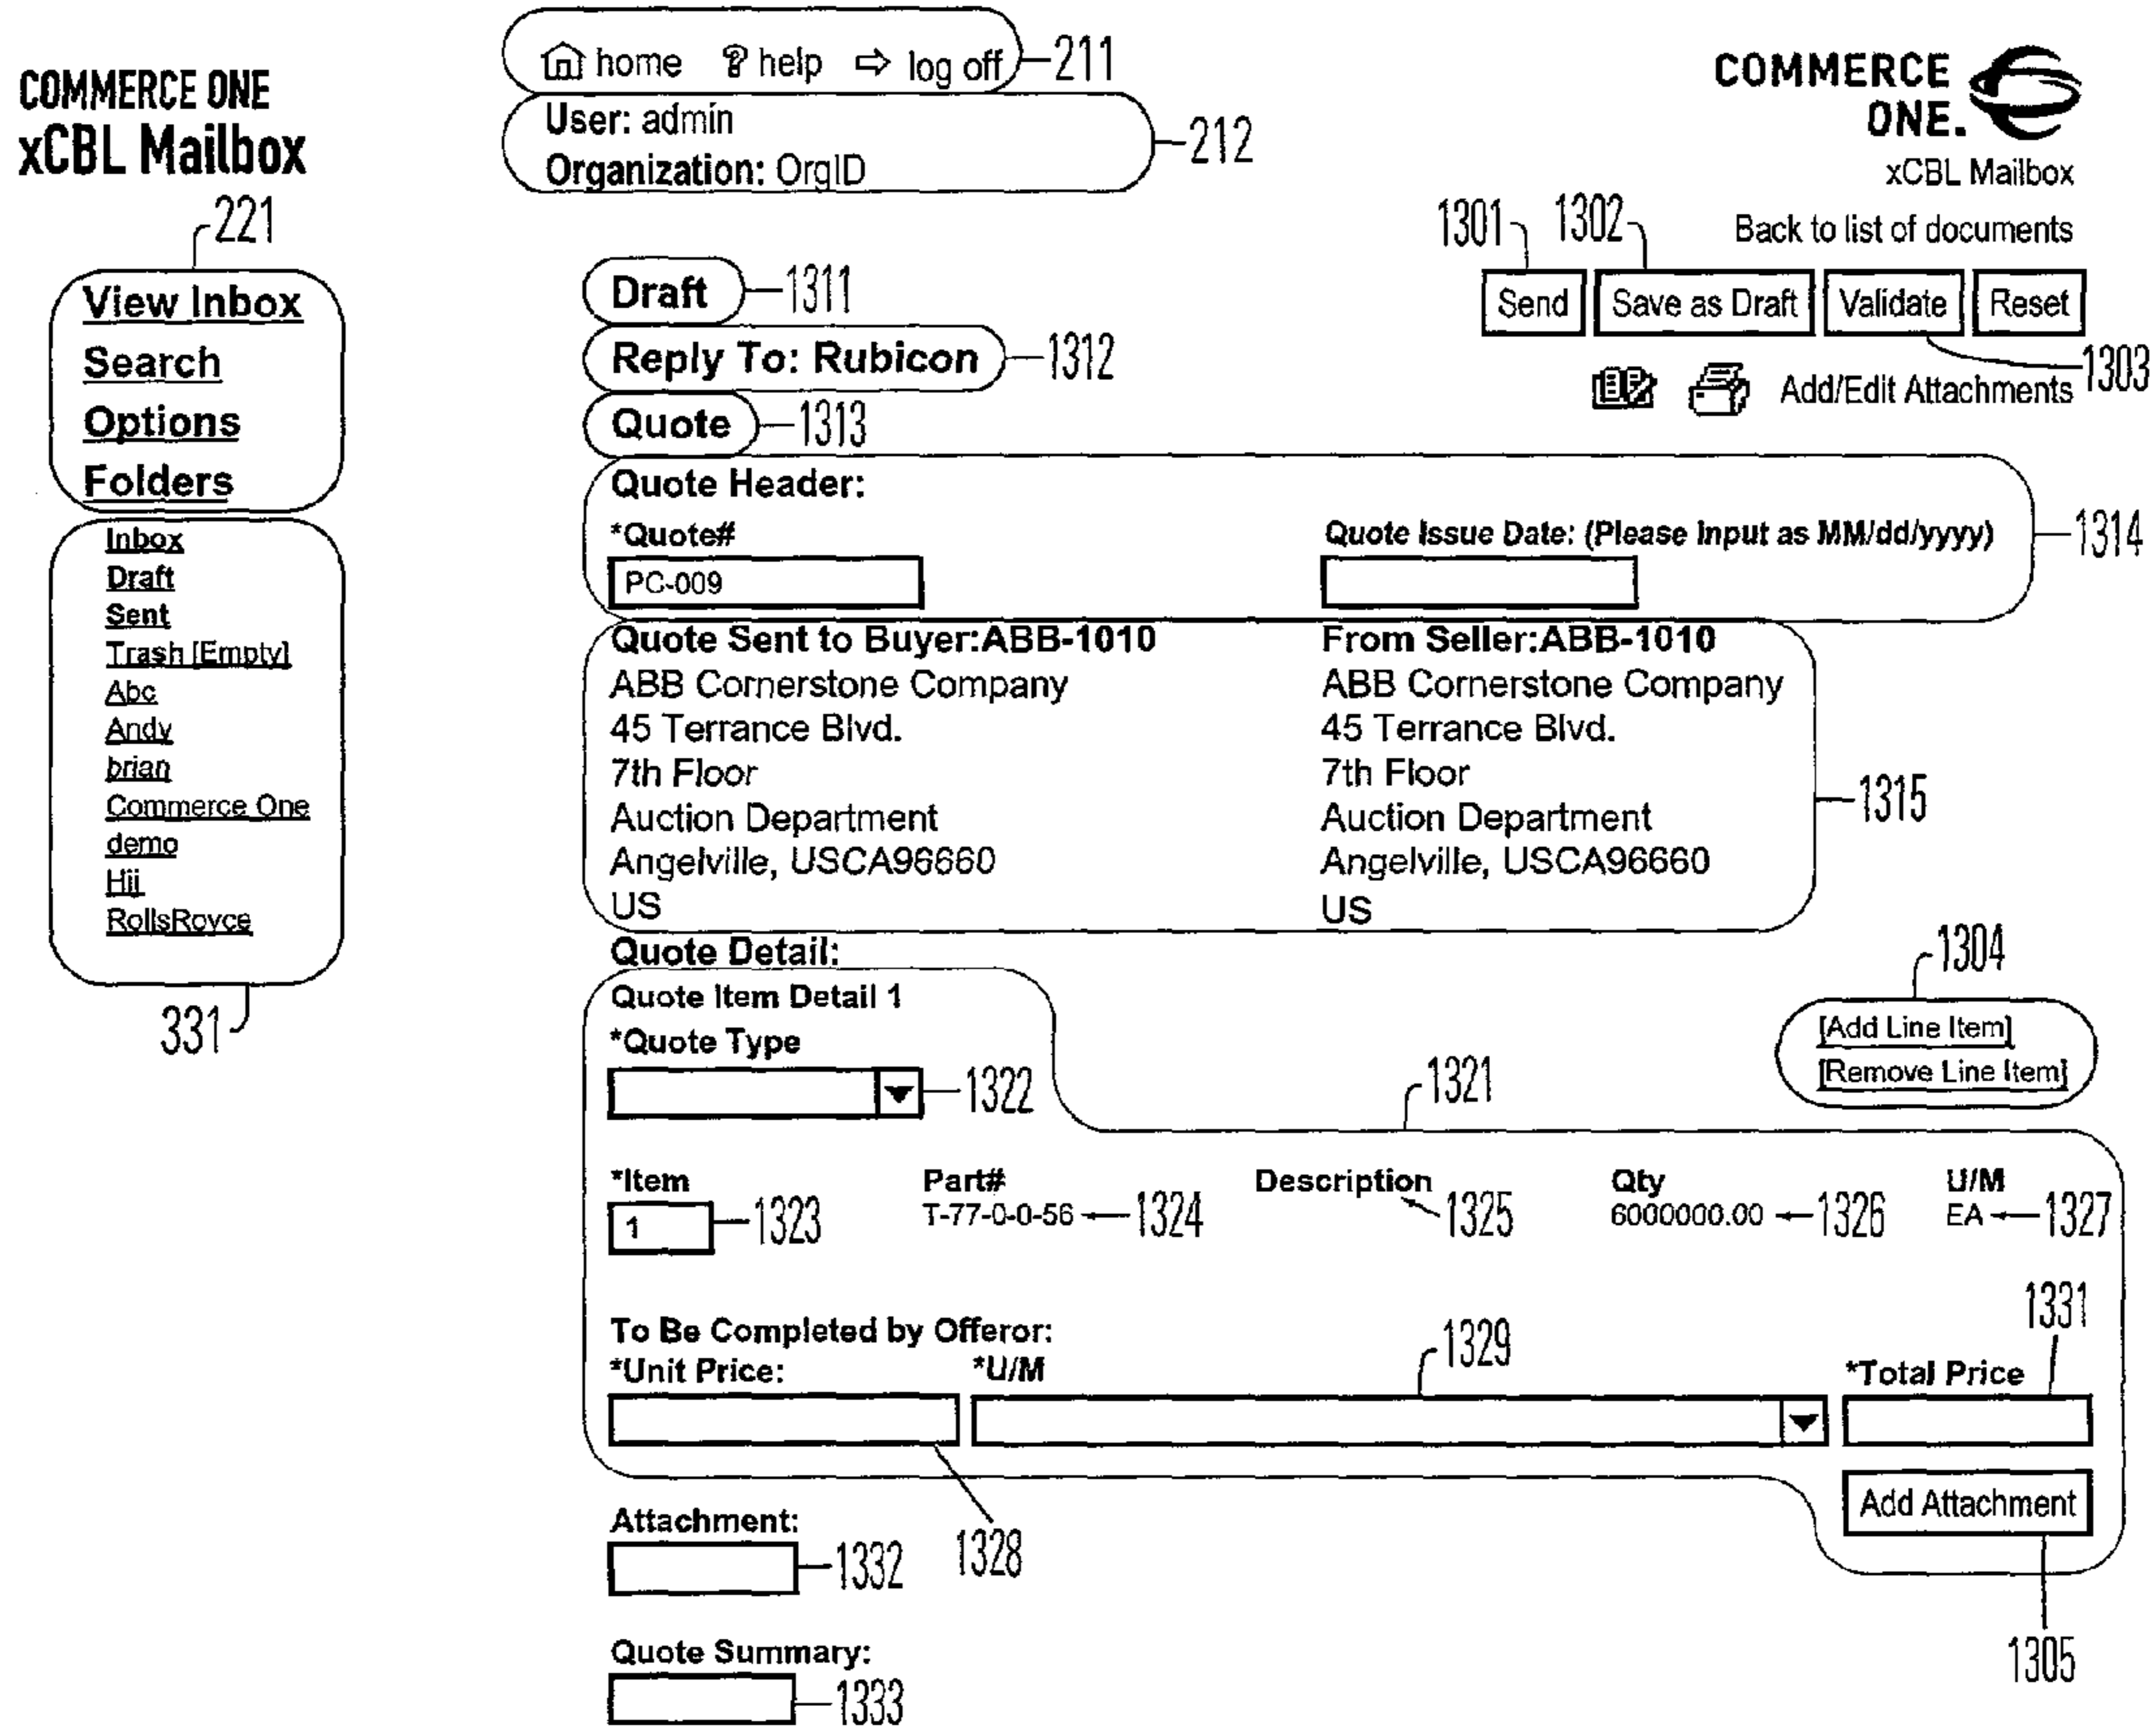 home ? help ⇨ log off 211
COMMERCE ONE
xCBL Mailbox
User: admin
Organization: OrgID
212
COMMERCE
ONE.
xCBL Mailbox
221
View Inbox
Search
Options
Folders
Inbox
Draft
Sent
Trash [Empty]
Abc
Andy
brian
Commerce One
demo
Hij
RollsRoyce
331
1301 1302 Back to list of documents
Draft 1311
Send Save as Draft Validate Reset
Reply To: Rubicon 1312
1303
Add/Edit Attachments
Quote 1313
Quote Header:
*Quote# Quote Issue Date: (Please Input as MM/dd/yyyy) 1314
PC-009
Quote Sent to Buyer:ABB-1010 From Seller:ABB-1010
ABB Cornerstone Company ABB Cornerstone Company
45 Terrance Blvd. 45 Terrance Blvd.
7th Floor 7th Floor
Auction Department Auction Department
1315
Angelville, USCA96660 Angelville, USCA96660
US US
Quote Detail: 1304
Quote Item Detail 1
[Add Line Item]
*Quote Type
[Remove Line Item]
1322 1321
*Item Part# Description Qty U/M
1 1323 T-77-0-0-56 1324 1325 6000000.00 1326 EA 1327
1331
To Be Completed by Offeror:
1329
*Unit Price: *U/M *Total Price
Add Attachment
Attachment:
1332 1328
Quote Summary: 1305
1333